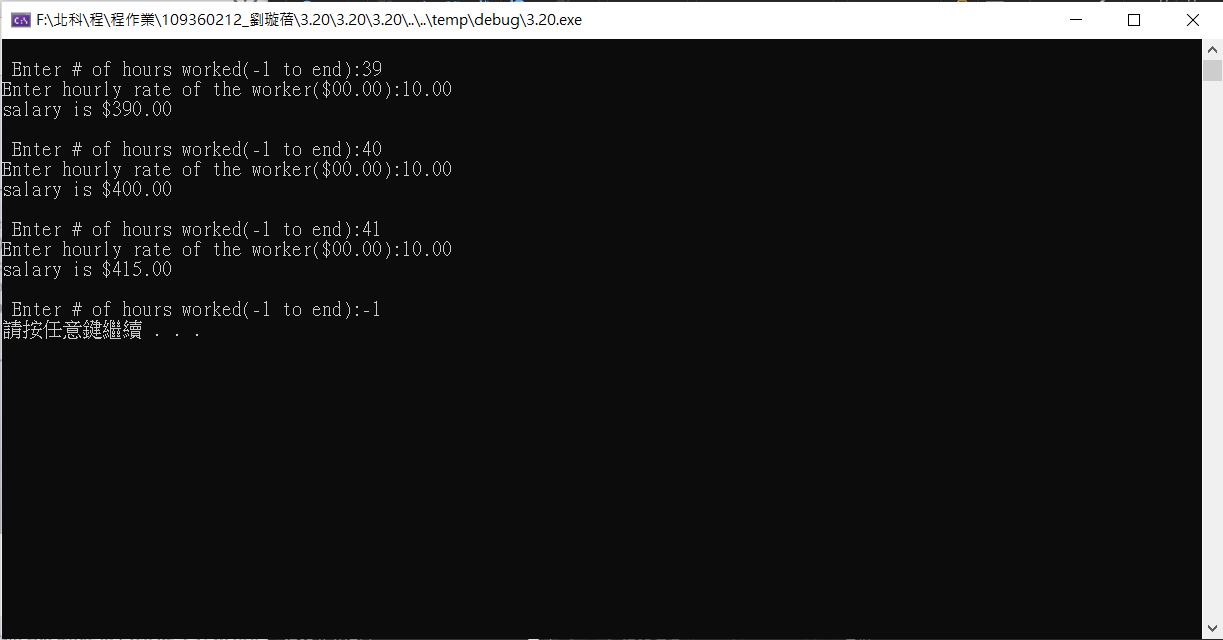 F:\北科\程\程作業\109360212_劉璇蓓\3.20\3.20\3.20\..\..\temp\debug\3.20.exe
Enter # of hours worked(-1 to end):39
Enter hourly rate of the worker($00.00):10.00
salary is $390.00
Enter # of hours worked(-1 to end):40
Enter hourly rate of the worker($00.00):10.00
salary is $400.00
Enter # of hours worked(-1 to end):41
Enter hourly rate of the worker($00.00):10.00
salary is $415.00
Enter # of hours worked(-1 to end):-1
請按任意鍵繼續 . . .